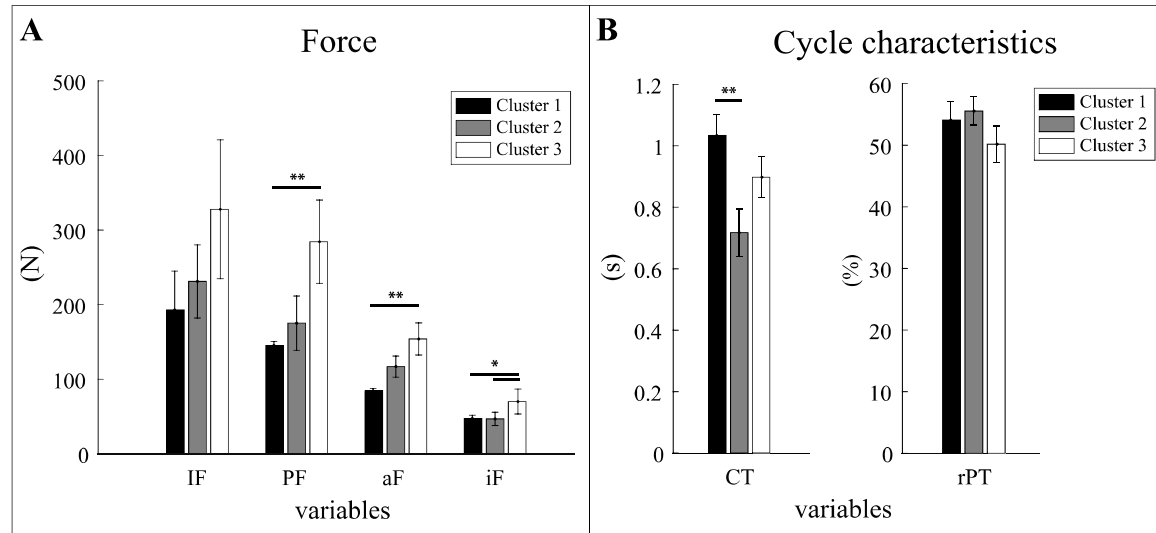 A
Force
500
400
300
200
100
0
(N)
Cluster 1
Cluster 2
Cluster 3
**
**
*
IF
PF
aF
iF
variables
B
Cycle characteristics
1.2
1
0.8
0.6
0.4
0.2
0
(s)
**
CT
60
50
40
30
20
10
0
(%)
rPT
Cluster 1
Cluster 2
Cluster 3
variables